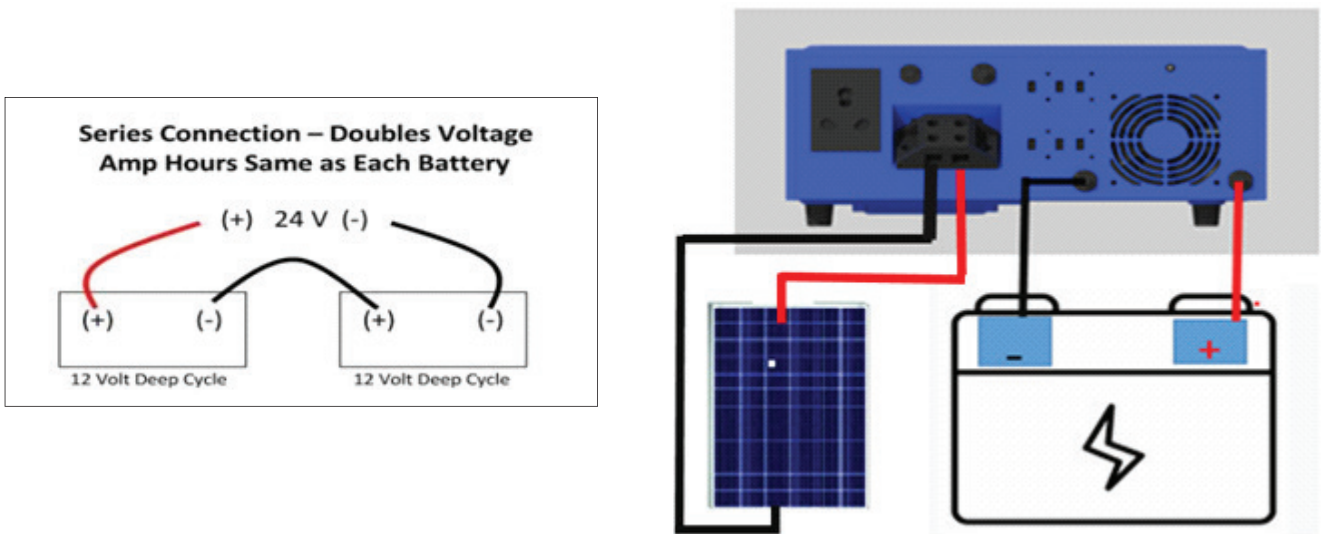 Series Connection – Doubles Voltage
Amp Hours Same as Each Battery
(+) 24 V (-)
(+) (-) (+) (-)
12 Volt Deep Cycle 12 Volt Deep Cycle
- +